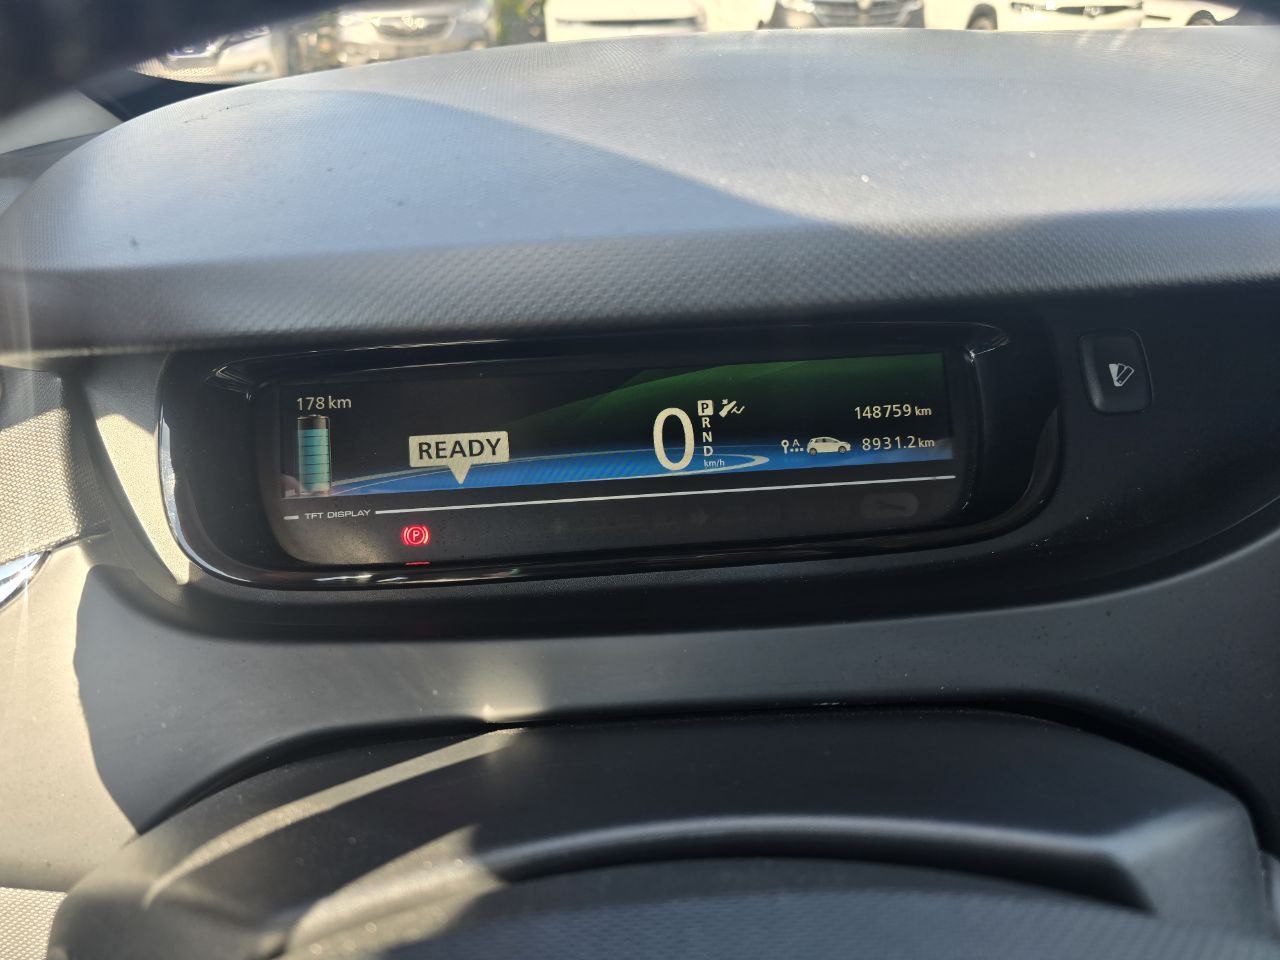 178 km
READY
0
P
R
N
D
km/h
148759 km
A
8931.2 km
TFT DISPLAY
P